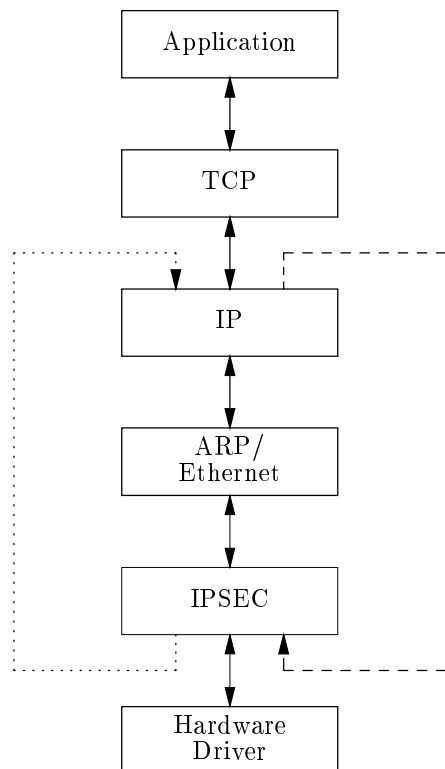 Application
TCP
IP
ARP/
Ethernet
IPSEC
Hardware
Driver